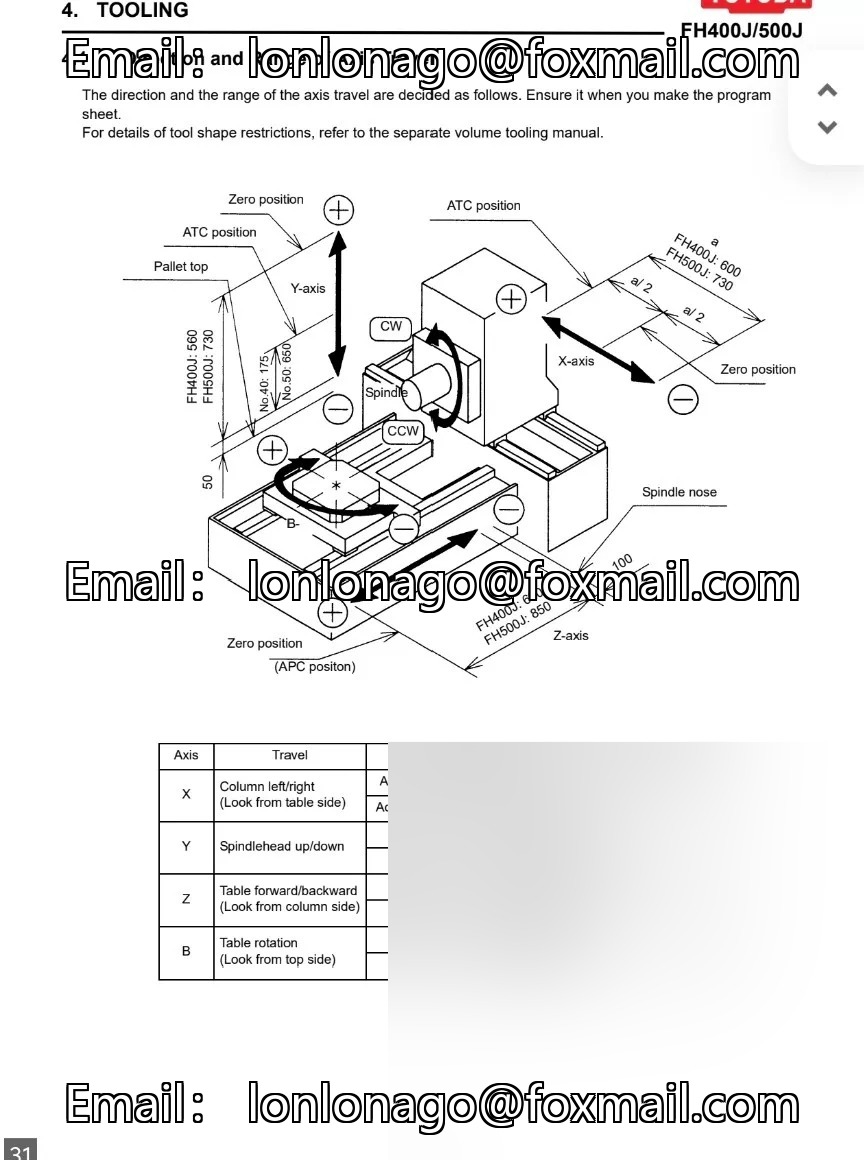 4. TOOLING
FH400J/500J
Email: lonlonago@foxmail.com
The direction and the range of the axis travel are decided as follows. Ensure it when you make the program
sheet.
For details of tool shape restrictions, refer to the separate volume tooling manual.
Zero position
ATC position
Pallet top
Y-axis
ATC position
a
FH400J: 600
FH500J: 730
a/ 2
a/ 2
CW
X-axis
Zero position
FH400J: 560
FH500J: 730
No.40: 175
No.50: 650
Spindle
CCW
50
B-
*
Spindle nose
100
Email: lonlonago@foxmail.com
FH400J:
FH500J: 850
Z-axis
Zero position
(APC positon)
Axis Travel
X Column left/right
(Look from table side)
Y Spindlehead up/down
Z Table forward/backward
(Look from column side)
B Table rotation
(Look from top side)
Email: lonlonago@foxmail.com
31